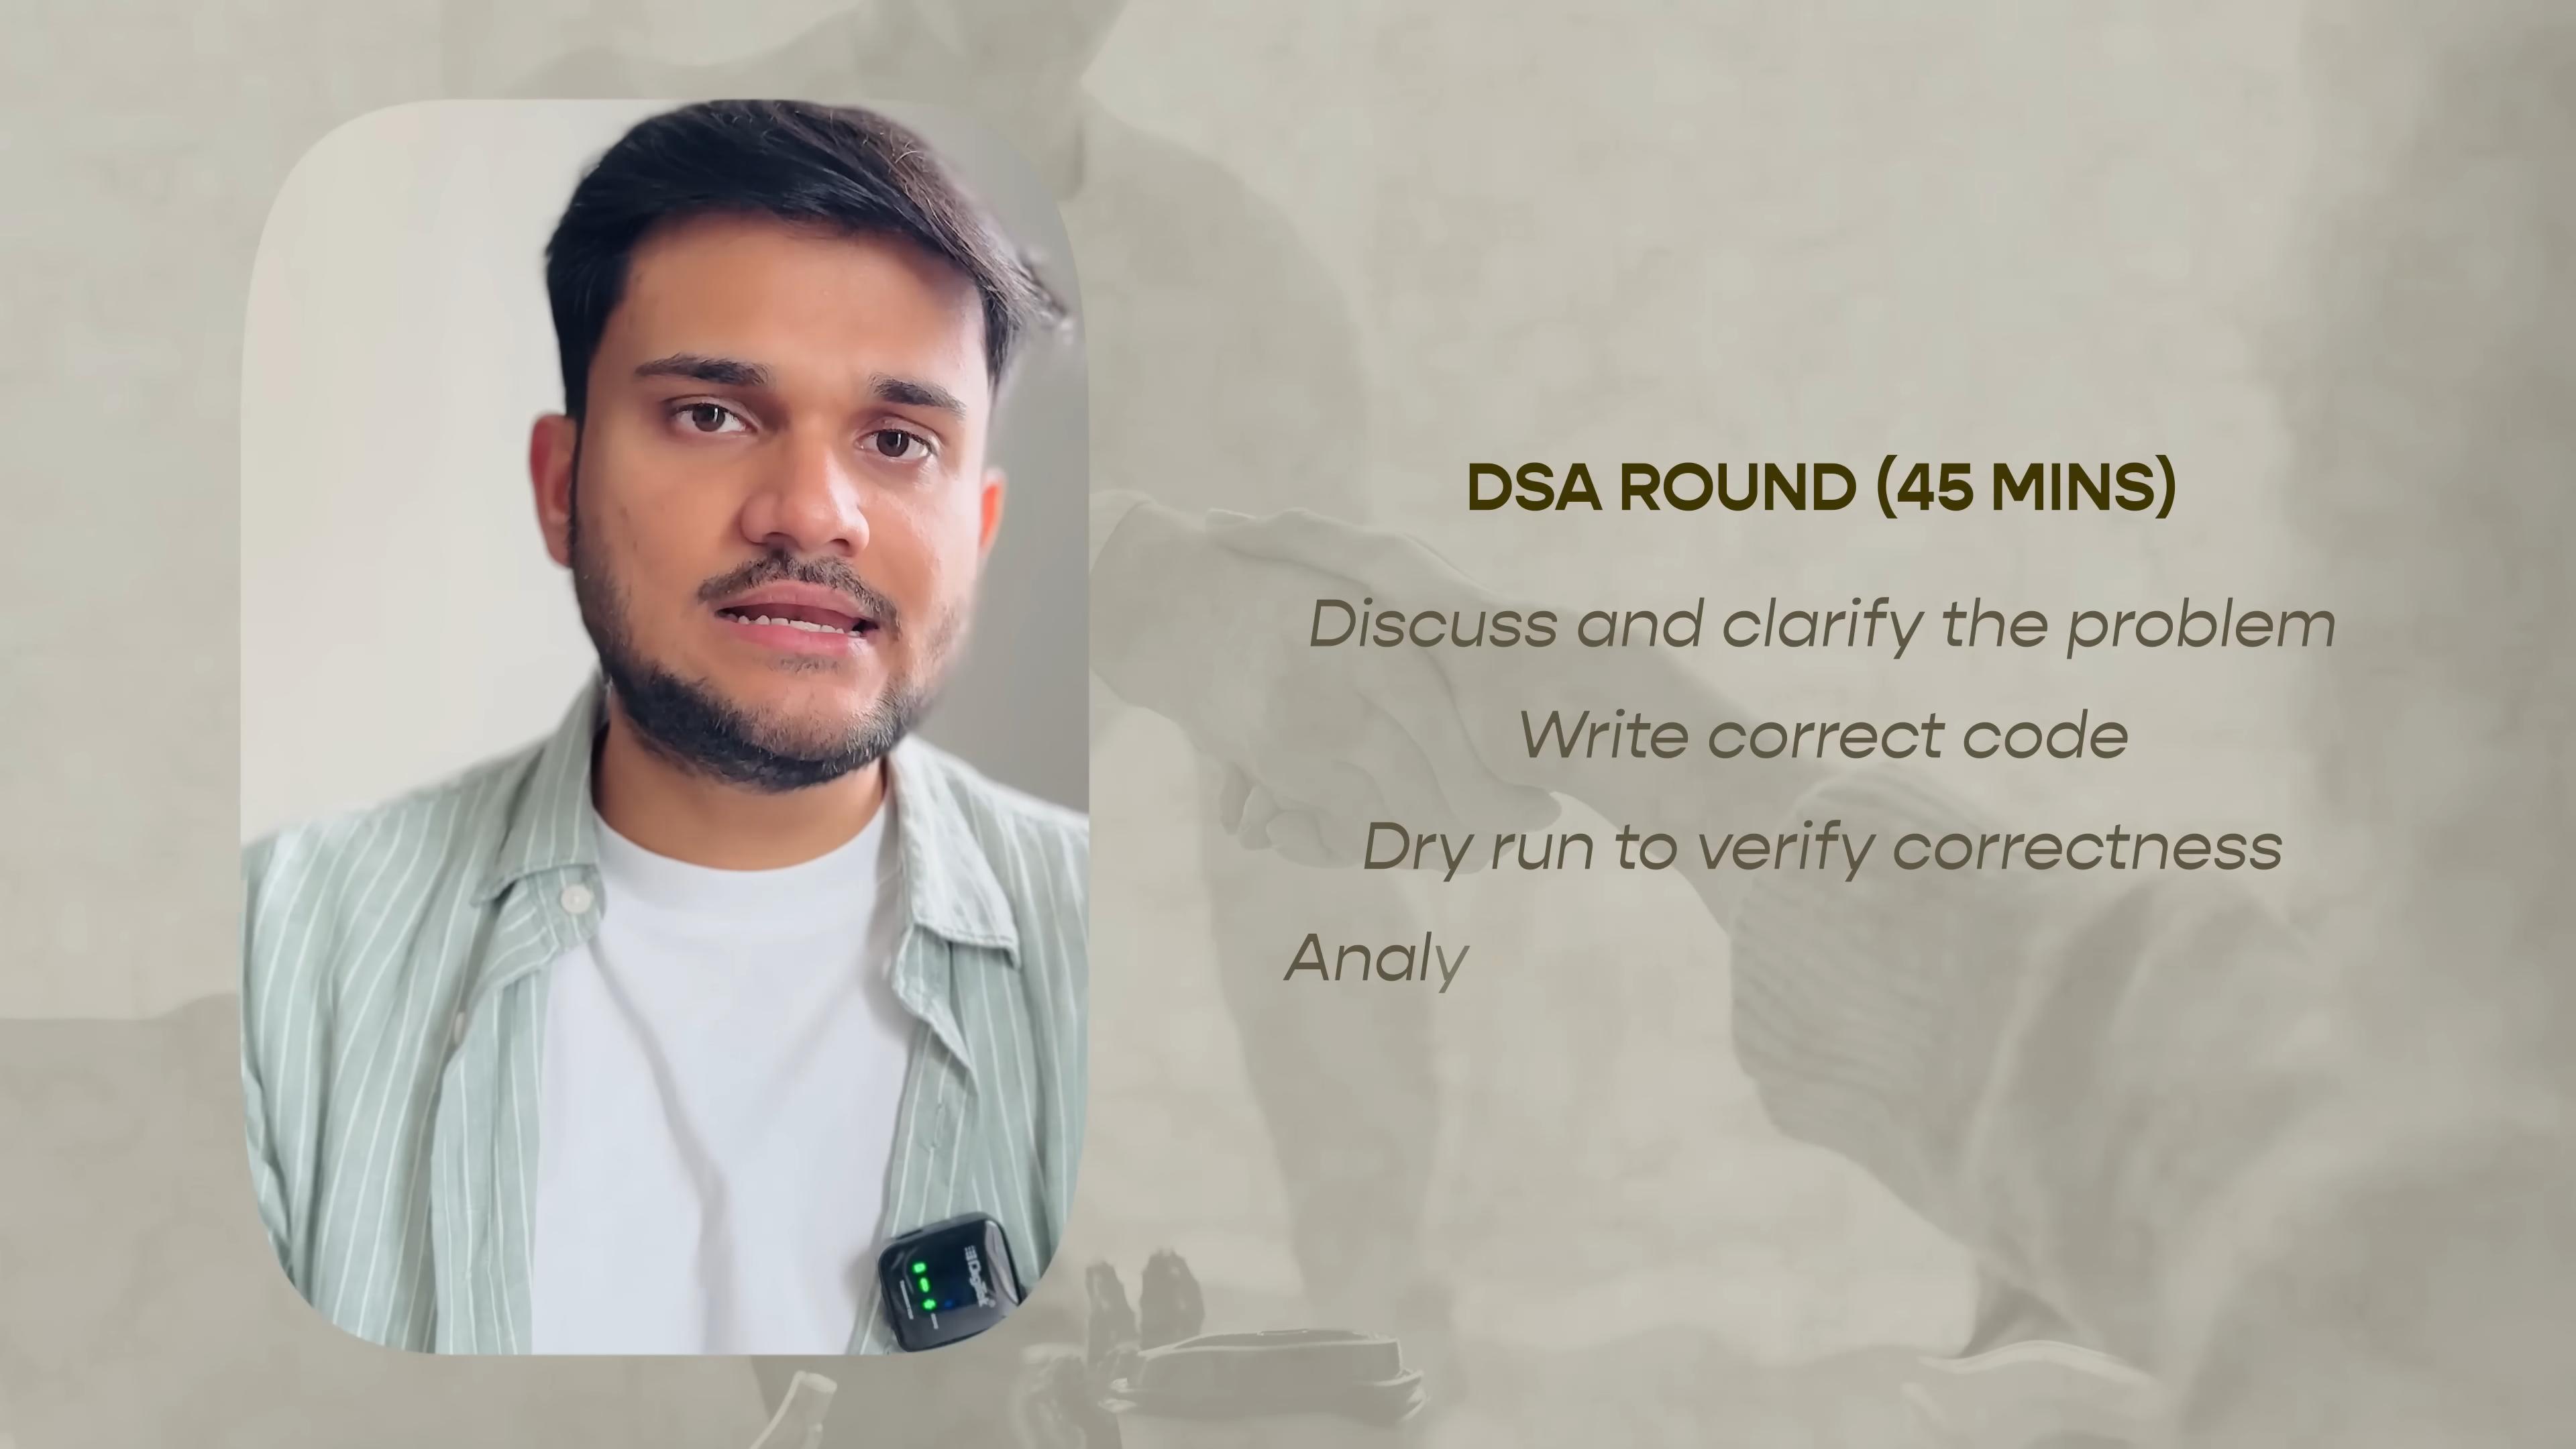 DSA ROUND (45 MINS)
Discuss and clarify the problem
Write correct code
Dry run to verify correctness
Analy